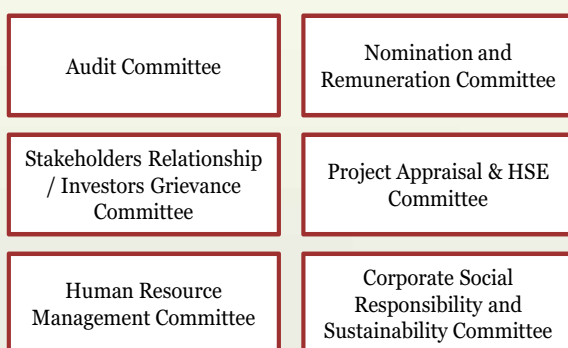 Audit Committee
Nomination and
Remuneration Committee
Stakeholders Relationship
/ Investors Grievance
Committee
Project Appraisal & HSE
Committee
Human Resource
Management Committee
Corporate Social
Responsibility and
Sustainability Committee